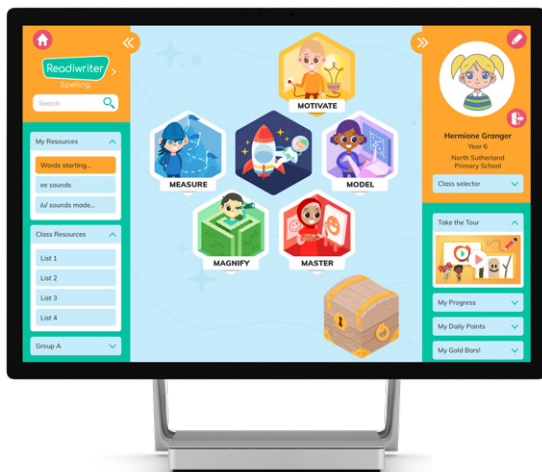 Readiwriter
Spelling
Search
My Resources
Words starting...
ee sounds
/u/ sounds made...
Class Resources
List 1
List 2
List 3
List 4
Group A
MOTIVATE
MEASURE
MODEL
MAGNIFY
MASTER
Hermione Granger
Year 6
North Sutherland
Primary School
Class selector
Take the Tour
My Progress
My Daily Points
My Gold Bars!